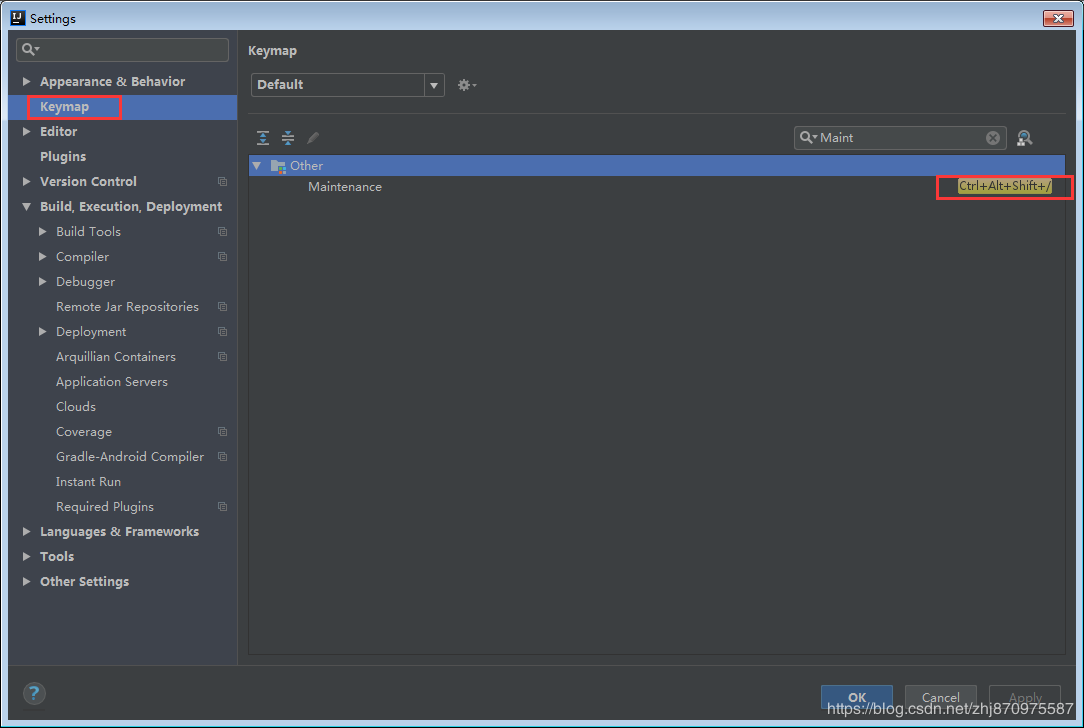 Settings
Appearance & Behavior
Keymap
Editor
Plugins
Version Control
Build, Execution, Deployment
Build Tools
Compiler
Debugger
Remote Jar Repositories
Deployment
Arquillian Containers
Application Servers
Clouds
Coverage
Gradle-Android Compiler
Instant Run
Required Plugins
Languages & Frameworks
Tools
Other Settings
?
Keymap
Default
Maint
Other
Maintenance Ctrl+Alt+Shift+/
OK Cancel Apply
https://blog.csdn.net/zhj870975587